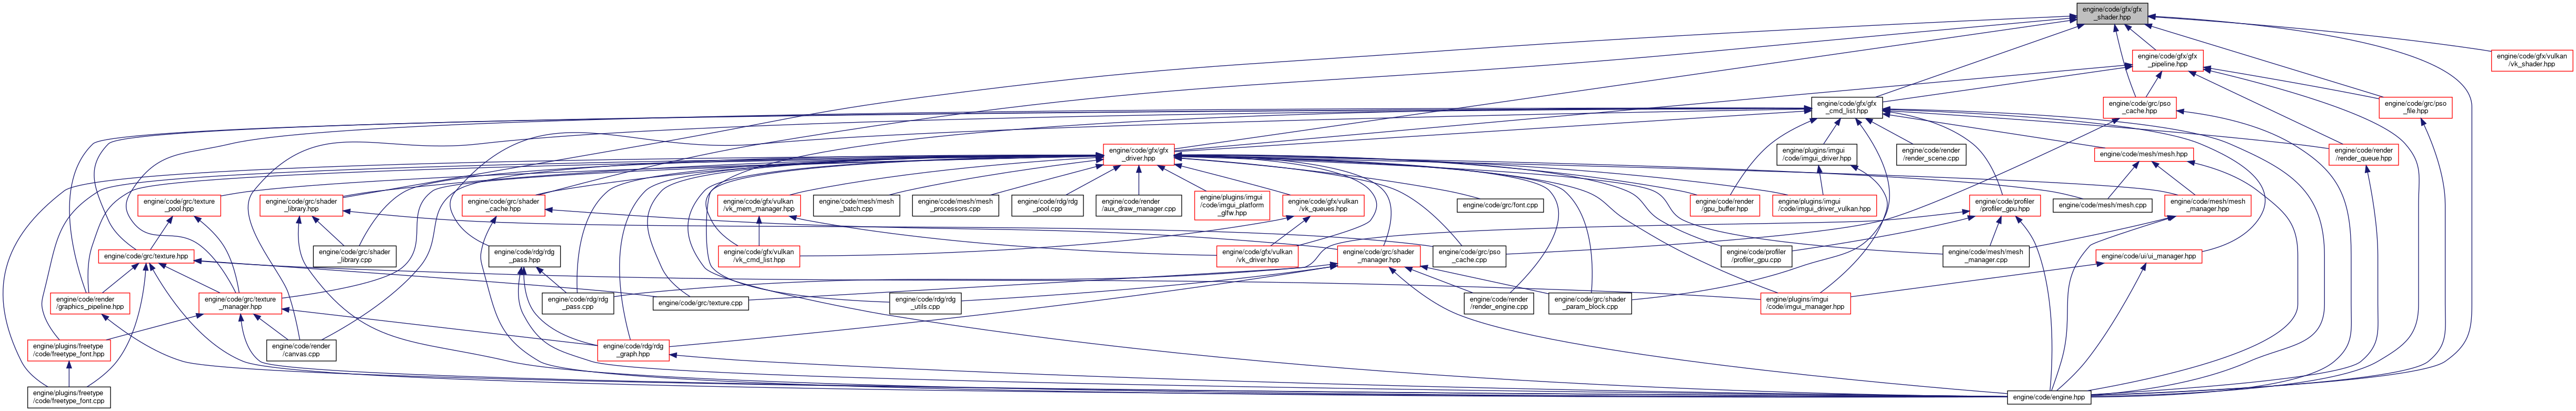 engine/code/gfx/gfx
_shader.hpp
engine/code/gfx/gfx
_pipeline.hpp
engine/code/gfx/vulkan
/vk_shader.hpp
engine/code/gfx/gfx
_cmd_list.hpp
engine/code/grc/pso
_cache.hpp
engine/code/grc/pso
_file.hpp
engine/code/gfx/gfx
_driver.hpp
engine/plugins/imgui
/code/imgui_driver.hpp
engine/code/render
/render_scene.cpp
engine/code/mesh/mesh.hpp
engine/code/render
/render_queue.hpp
engine/code/grc/texture
_pool.hpp
engine/code/grc/shader
_library.hpp
engine/code/grc/shader
_cache.hpp
engine/code/gfx/vulkan
/vk_mem_manager.hpp
engine/code/mesh/mesh
_batch.cpp
engine/code/mesh/mesh
_processors.cpp
engine/code/rdg/rdg
_pool.cpp
engine/code/render
/aux_draw_manager.cpp
engine/plugins/imgui
/code/imgui_platform
_glfw.hpp
engine/code/gfx/vulkan
/vk_queues.hpp
engine/code/grc/font.cpp
engine/code/render
/gpu_buffer.hpp
engine/plugins/imgui
/code/imgui_driver_vulkan.hpp
engine/code/profiler
/profiler_gpu.hpp
engine/code/mesh/mesh.cpp
engine/code/mesh/mesh
_manager.hpp
engine/code/grc/texture.hpp
engine/code/grc/shader
_library.cpp
engine/code/rdg/rdg
_pass.hpp
engine/code/gfx/vulkan
/vk_cmd_list.hpp
engine/code/gfx/vulkan
/vk_driver.hpp
engine/code/grc/shader
_manager.hpp
engine/code/grc/pso
_cache.cpp
engine/code/profiler
/profiler_gpu.cpp
engine/code/mesh/mesh
_manager.cpp
engine/code/ui/ui_manager.hpp
engine/code/render
/graphics_pipeline.hpp
engine/code/grc/texture
_manager.hpp
engine/code/rdg/rdg
_pass.cpp
engine/code/grc/texture.cpp
engine/code/rdg/rdg
_utils.cpp
engine/code/render
/render_engine.cpp
engine/code/grc/shader
_param_block.cpp
engine/plugins/imgui
/code/imgui_manager.hpp
engine/plugins/freetype
/code/freetype_font.hpp
engine/code/render
/canvas.cpp
engine/code/rdg/rdg
_graph.hpp
engine/plugins/freetype
/code/freetype_font.cpp
engine/code/engine.hpp